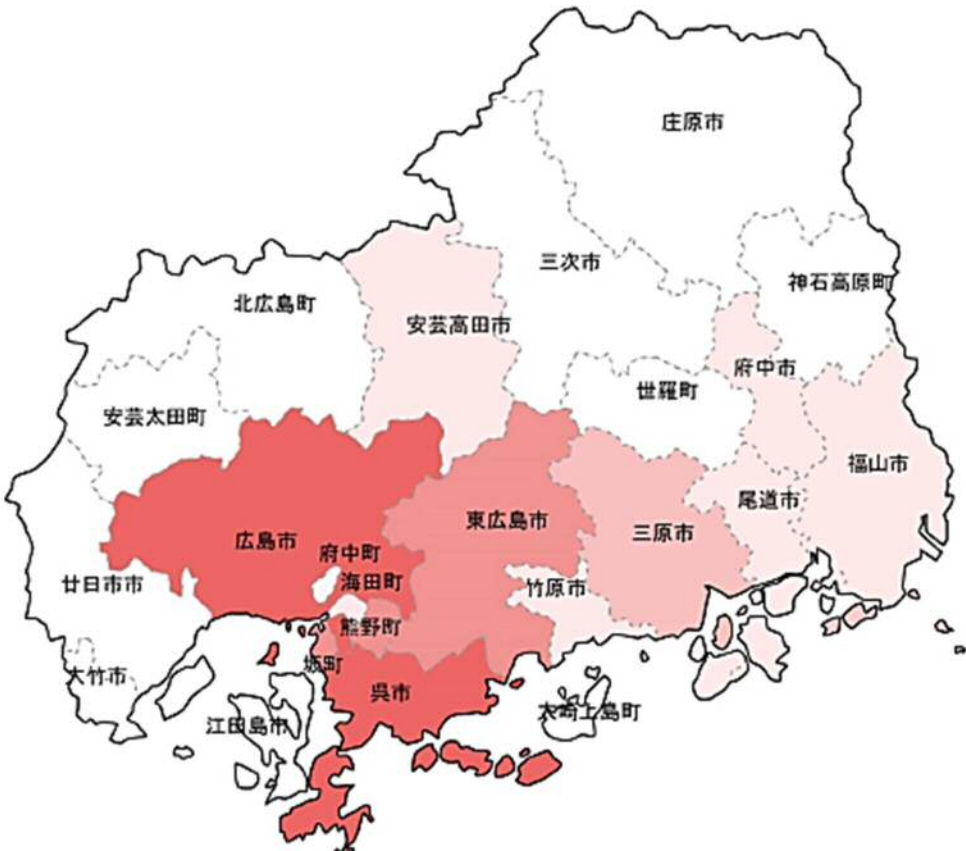 庄原市
三次市
神石高原町
北広島町
安芸高田市
府中市
世羅町
安芸太田町
福山市
尾道市
東広島市
三原市
広島市
府中町
海田町
廿日市市
竹原市
熊野町
坂町
大竹市
呉市
江田島市
大崎上島町